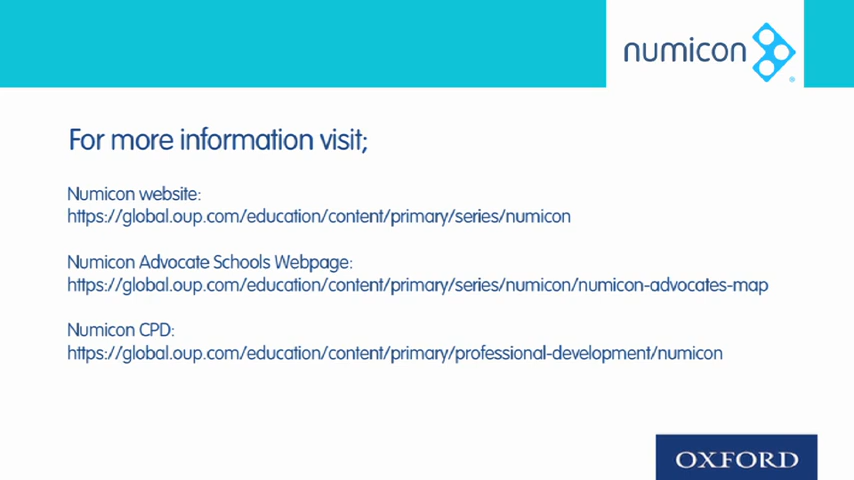 numicon
For more information visit;
Numicon website:
https://global.oup.com/education/content/primary/series/numicon
Numicon Advocate Schools Webpage:
https://global.oup.com/education/content/primary/series/numicon/numicon-advocates-map
Numicon CPD:
https://global.oup.com/education/content/primary/professional-development/numicon
OXFORD